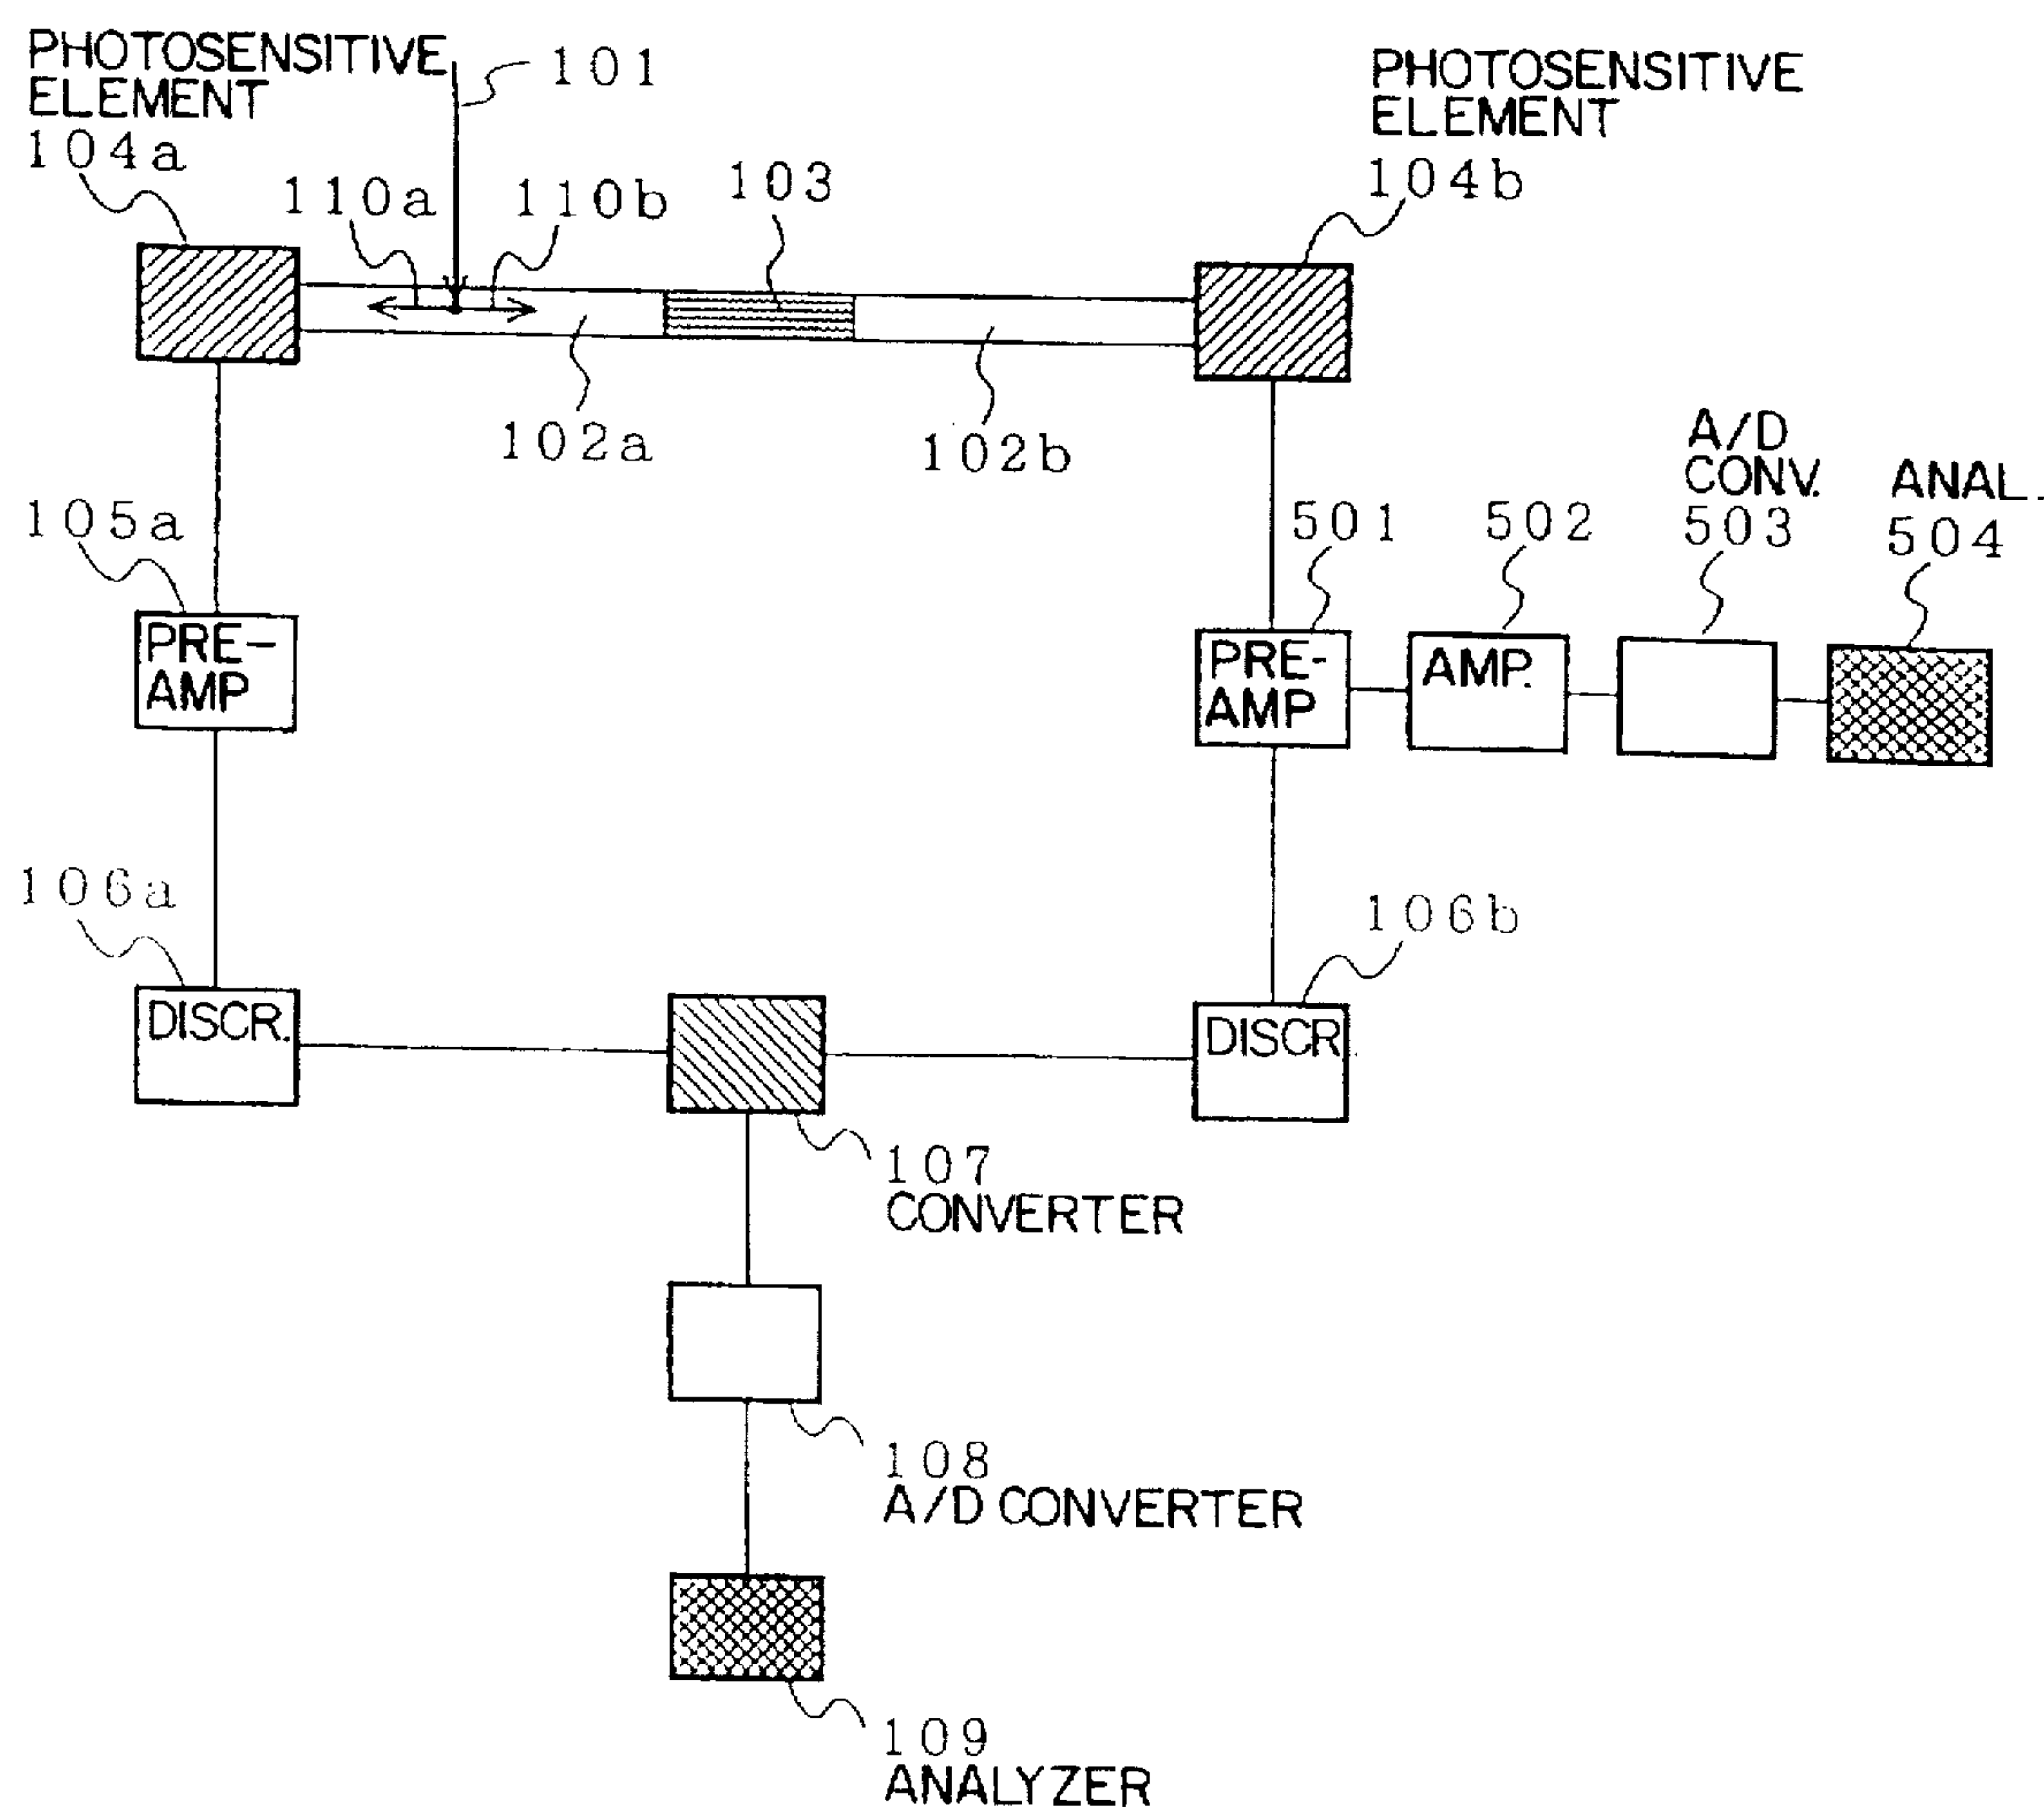 PHOTOSENSITIVE
ELEMENT
104a
101
PHOTOSENSITIVE
ELEMENT
104b
110a
110b
103
102a
102b
A/D
CONV.
503
ANAL.
504
105a
501
502
PRE-
AMP
PRE-
AMP
AMP.
106a
106b
DISCR.
DISCR.
107
CONVERTER
108
A/D CONVERTER
109
ANALYZER